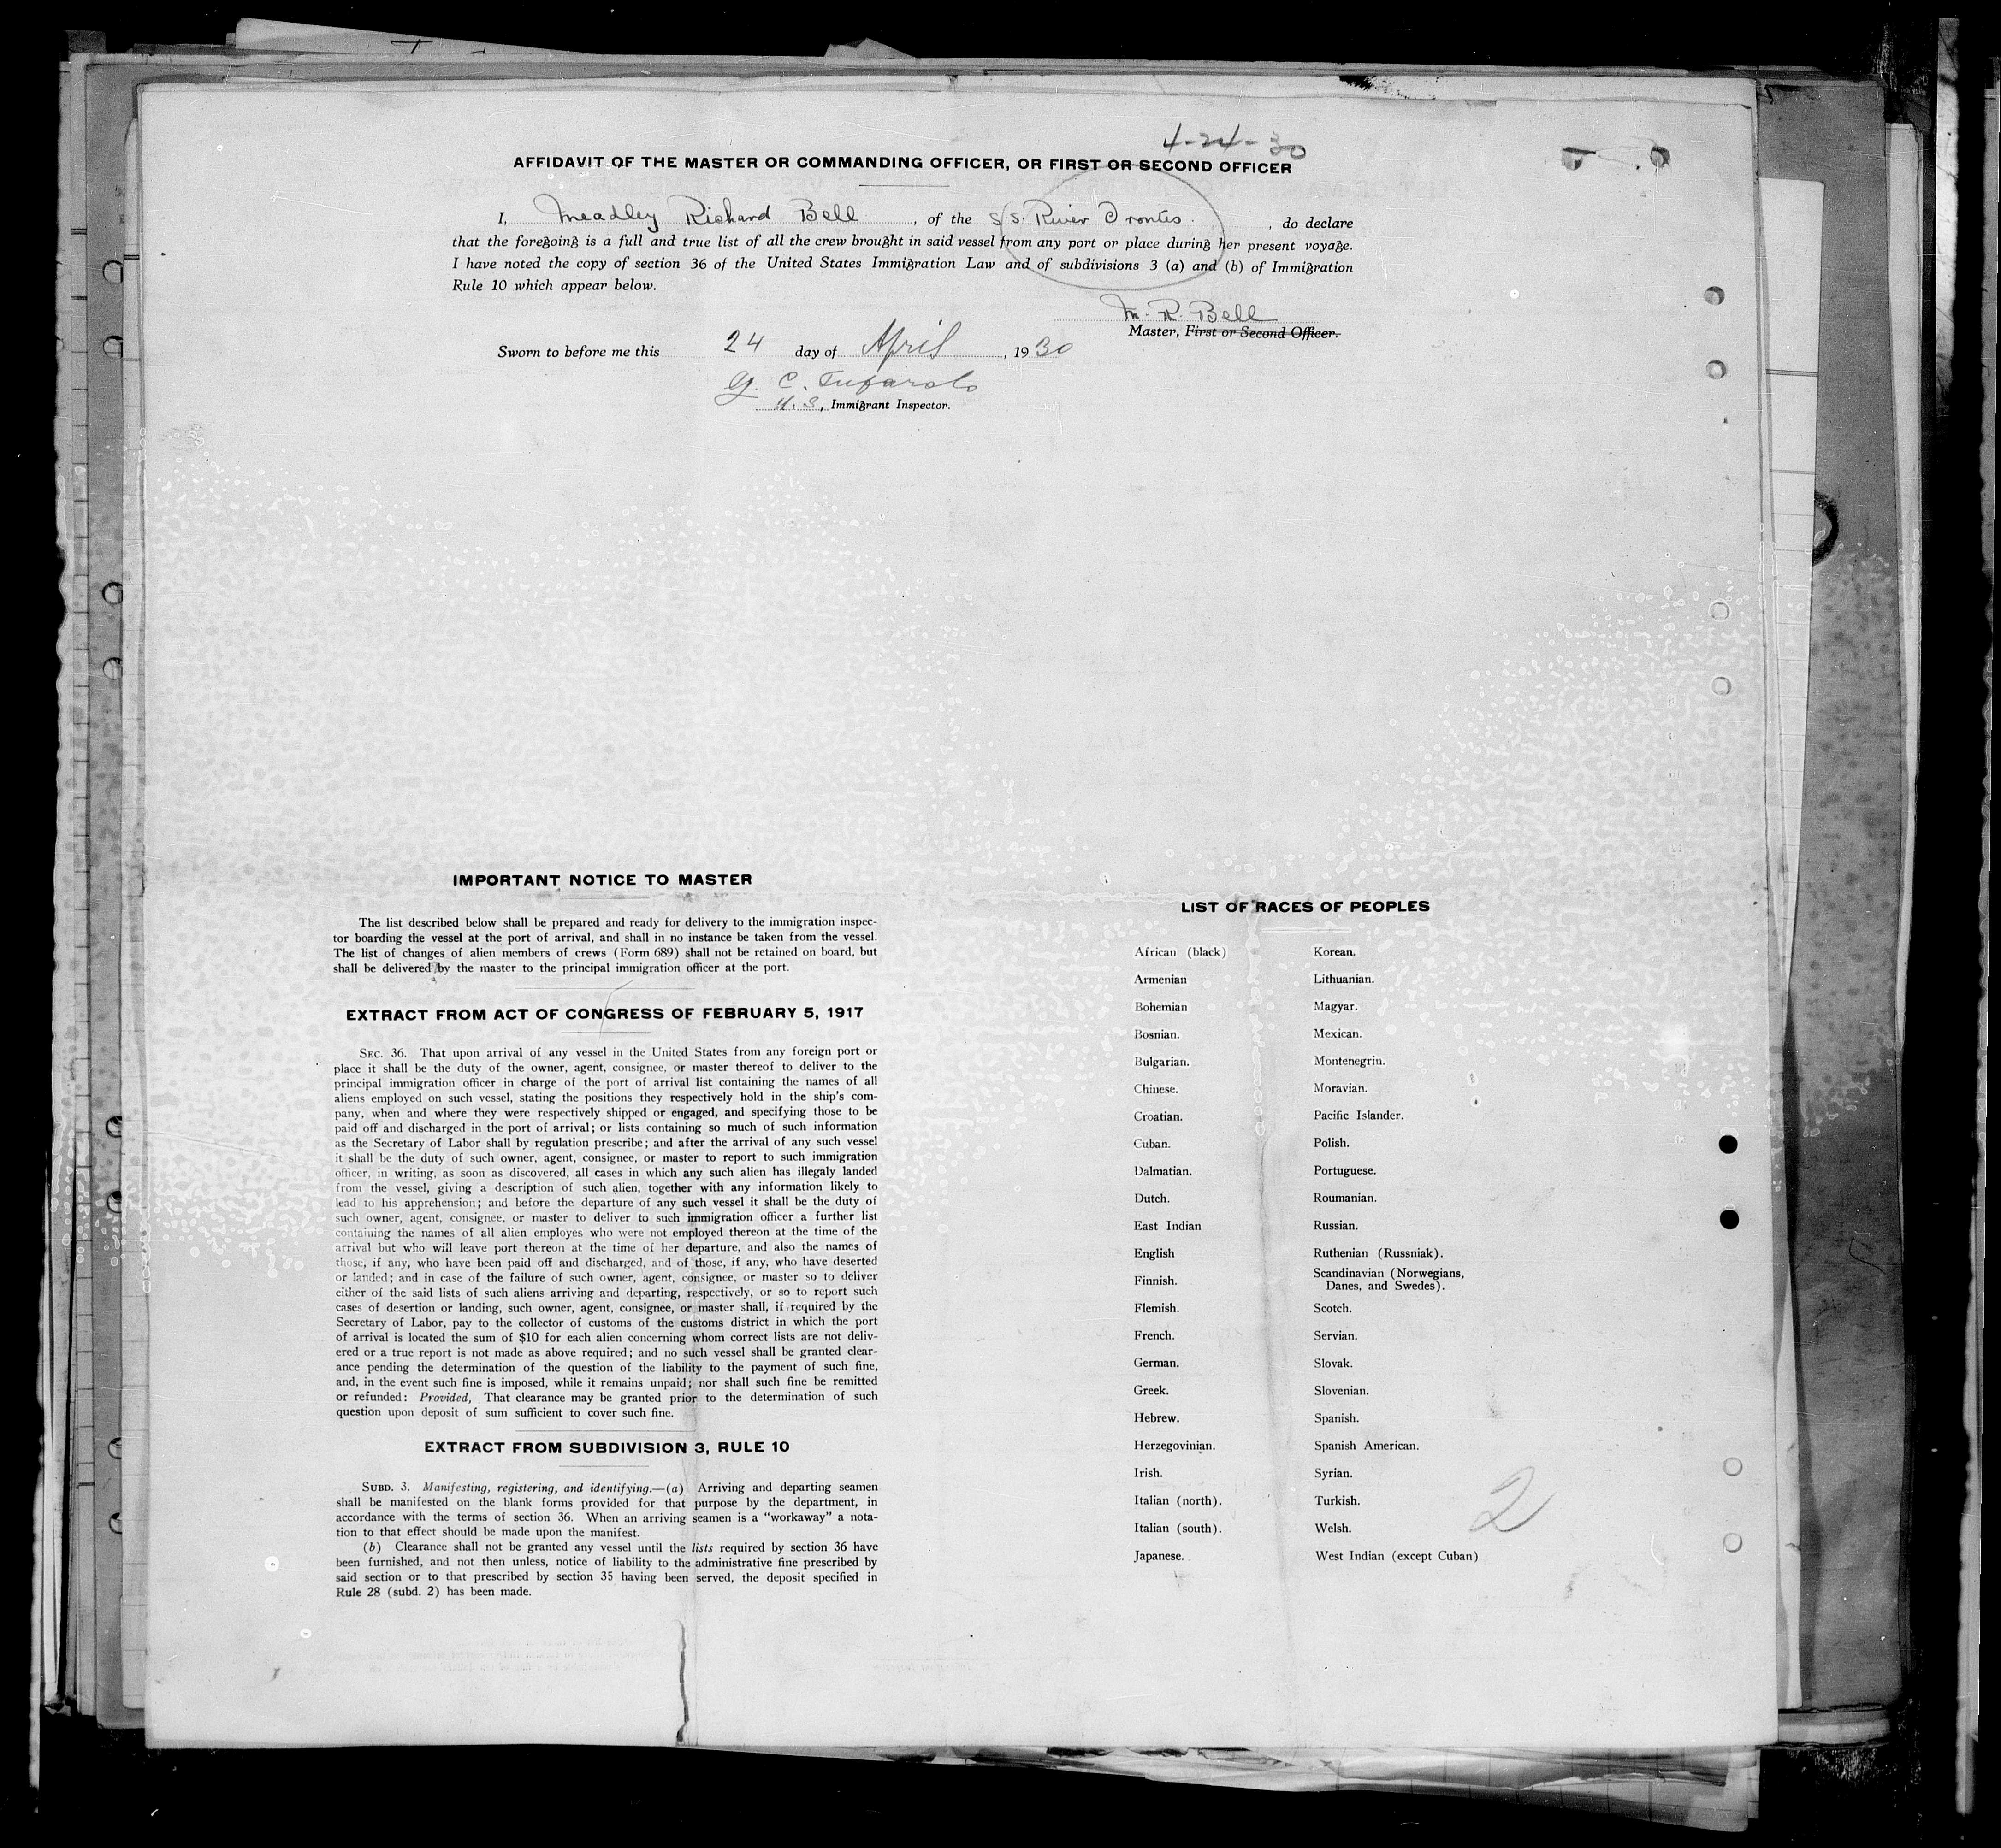 4-24-30
AFFIDAVIT OF THE MASTER OR COMMANDING OFFICER, OR FIRST OR SECOND OFFICER
I, Meadley Richard Bell, of the S.S. River Orontes., do declare
that the foregoing is a full and true list of all the crew brought in said vessel from any port or place during her present voyage.
I have noted the copy of section 36 of the United States Immigration Law and of subdivisions 3 (a) and (b) of Immigration
Rule 10 which appear below.
M. R. Bell
Master, First or Second Officer.
Sworn to before me this 24 day of April, 1930
C.
U.S., Immigrant Inspector.
IMPORTANT NOTICE TO MASTER
The list described below shall be prepared and ready for delivery to the immigration inspec-
tor boarding the vessel at the port of arrival, and shall in no instance be taken from the vessel.
The list of changes of alien members of crews (Form 689) shall not be retained on board, but
shall be delivered by the master to the principal immigration officer at the port.
EXTRACT FROM ACT OF CONGRESS OF FEBRUARY 5, 1917
SEC. 36. That upon arrival of any vessel in the United States from any foreign port or
place it shall be the duty of the owner, agent, consignee, or master thereof to deliver to the
principal immigration officer in charge of the port of arrival list containing the names of all
aliens employed on such vessel, stating the positions they respectively hold in the ship's com-
pany, when and where they were respectively shipped or engaged, and specifying those to be
paid off and discharged in the port of arrival; or lists containing so much of such information
as the Secretary of Labor shall by regulation prescribe; and after the arrival of any such vessel
it shall be the duty of such owner, agent, consignee, or master to report to such immigration
officer, in writing, as soon as discovered, all cases in which any such alien has illegaly landed
from the vessel, giving a description of such alien, together with any information likely to
lead to his apprehension; and before the departure of any such vessel it shall be the duty of
such owner, agent, consignee, or master to deliver to such immigration officer a further list
containing the names of all alien employes who were not employed thereon at the time of the
arrival but who will leave port thereon at the time of her departure, and also the names of
those, if any, who have been paid off and discharged, and of those, if any, who have deserted
or landed; and in case of the failure of such owner, agent, consignee, or master so to deliver
either of the said lists of such aliens arriving and departing, respectively, or so to report such
cases of desertion or landing, such owner, agent, consignee, or master shall, if required by the
Secretary of Labor, pay to the collector of customs of the customs district in which the port
of arrival is located the sum of $10 for each alien concerning whom correct lists are not deliv-
ered or a true report is not made as above required; and no such vessel shall be granted clear-
ance pending the determination of the question of the liability to the payment of such fine,
and, in the event such fine is imposed, while it remains unpaid; nor shall such fine be remitted
or refunded: Provided, That clearance may be granted prior to the determination of such
question upon deposit of sum sufficient to cover such fine.
EXTRACT FROM SUBDIVISION 3, RULE 10
SUBD. 3. Manifesting, registering, and identifying.—(a) Arriving and departing seamen
shall be manifested on the blank forms provided for that purpose by the department, in
accordance with the terms of section 36. When an arriving seamen is a "workaway" a nota-
tion to that effect should be made upon the manifest.
(b) Clearance shall not be granted any vessel until the lists required by section 36 have
been furnished, and not then unless, notice of liability to the administrative fine prescribed by
said section or to that prescribed by section 35 having been served, the deposit specified in
Rule 28 (subd. 2) has been made.
LIST OF RACES OF PEOPLES
African (black)
Armenian
Bohemian
Bosnian.
Bulgarian.
Chinese.
Croatian.
Cuban.
Dalmatian.
Dutch.
East Indian
English
Finnish.
Flemish.
French.
German.
Greek.
Hebrew.
Herzegovinian.
Irish.
Italian (north).
Italian (south).
Japanese.
Korean.
Lithuanian.
Magyar.
Mexican.
Montenegrin.
Moravian.
Pacific Islander.
Polish.
Portuguese.
Roumanian.
Russian.
Ruthenian (Russniak).
Scandinavian (Norwegians,
Danes, and Swedes).
Scotch.
Servian.
Slovak.
Slovenian.
Spanish.
Spanish American.
Syrian.
Turkish.
Welsh.
West Indian (except Cuban)
2